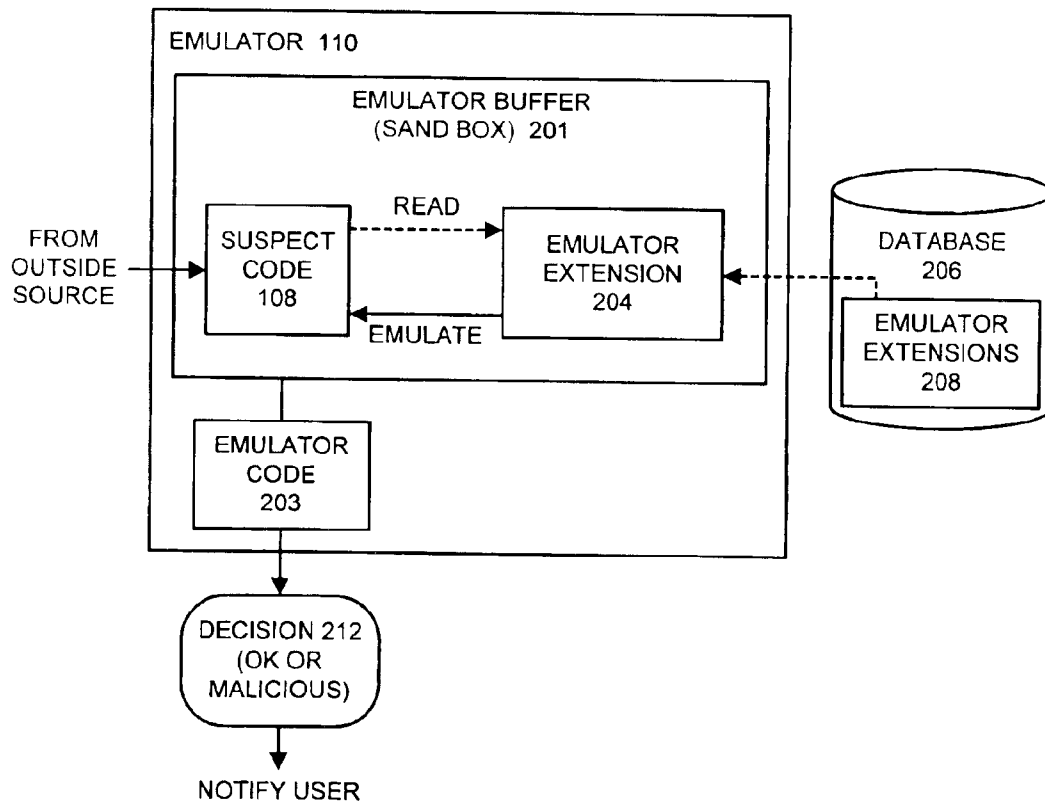 EMULATOR 110
EMULATOR BUFFER
(SAND BOX) 201
READ
FROM
OUTSIDE
SOURCE
SUSPECT
CODE
108
EMULATOR
EXTENSION
204
EMULATE
DATABASE
206
EMULATOR
EXTENSIONS
208
EMULATOR
CODE
203
DECISION 212
(OK OR
MALICIOUS)
NOTIFY USER